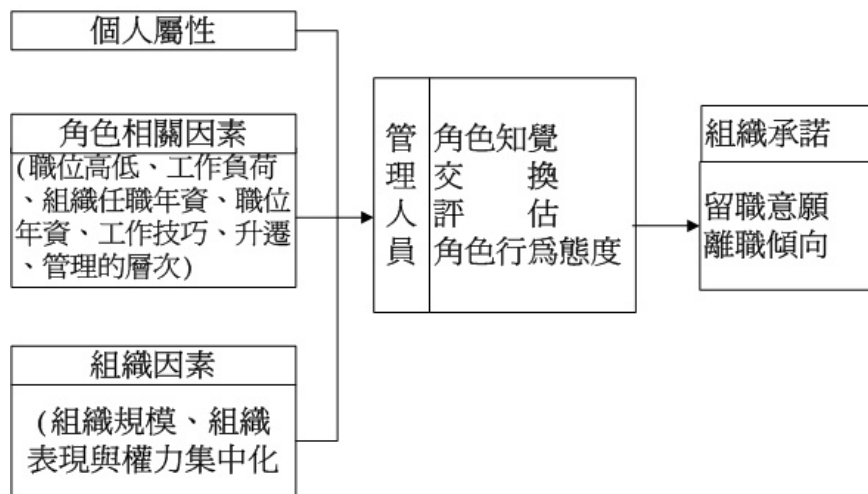 個人屬性
角色相關因素
(職位高低、工作負荷
、組織任職年資、職位
年資、工作技巧、升遷
、管理的層次)
組織因素
(組織規模、組織
表現與權力集中化
管理人員
角色知覺
交 換
評 估
角色行爲態度
組織承諾
留職意願
離職傾向